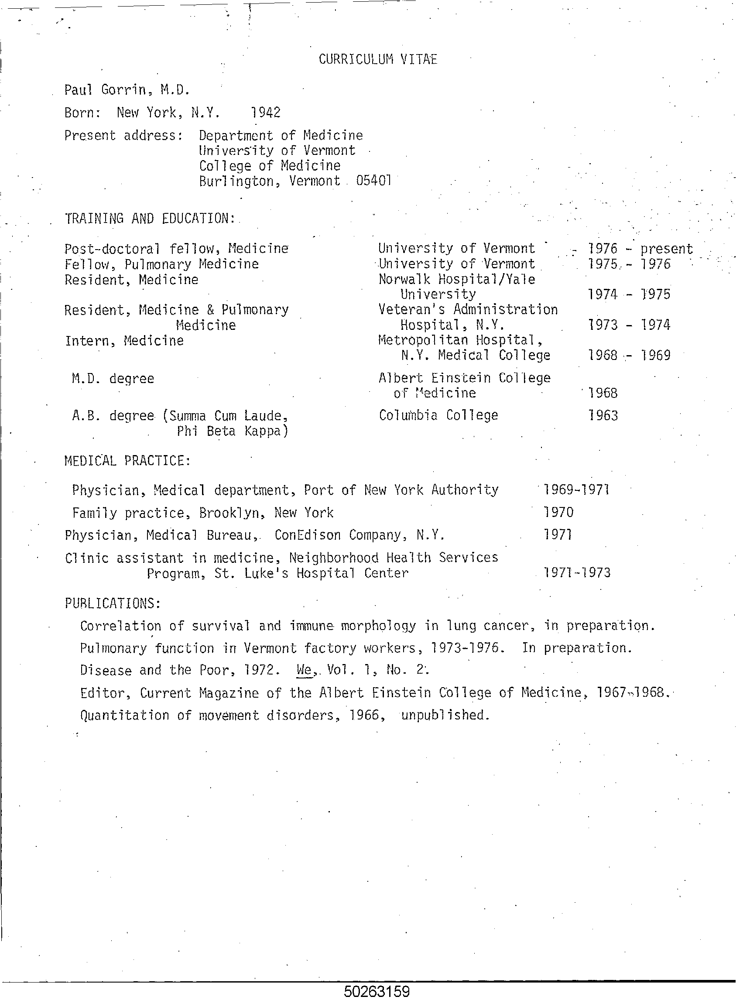 CURRICULUM VITAE
Paul Gorrin, M.D.
Born: New York, N.Y. 1942
Present address: Department of Medicine
University of Vermont
College of Medicine
Burlington, Vermont 05401
TRAINING AND EDUCATION:
Post-doctoral fellow, Medicine University of Vermont - 1976 - present
Fellow, Pulmonary Medicine University of Vermont 1975 - 1976
Resident, Medicine Norwalk Hospital/Yale
University 1974 - 1975
Resident, Medicine & Pulmonary Veteran's Administration
Medicine Hospital, N.Y. 1973 - 1974
Intern, Medicine Metropolitan Hospital,
N.Y. Medical College 1968 - 1969
M.D. degree Albert Einstein College
of Medicine 1968
A.B. degree (Summa Cum Laude, Columbia College 1963
Phi Beta Kappa)
MEDICAL PRACTICE:
Physician, Medical department, Port of New York Authority 1969-1971
Family practice, Brooklyn, New York 1970
Physician, Medical Bureau, ConEdison Company, N.Y. 1971
Clinic assistant in medicine, Neighborhood Health Services
Program, St. Luke's Hospital Center 1971-1973
PUBLICATIONS:
Correlation of survival and immune morphology in lung cancer, in preparation.
Pulmonary function in Vermont factory workers, 1973-1976. In preparation.
Disease and the Poor, 1972. We, Vol. 1, No. 2.
Editor, Current Magazine of the Albert Einstein College of Medicine, 1967-1968.
Quantitation of movement disorders, 1966, unpublished.
50263159